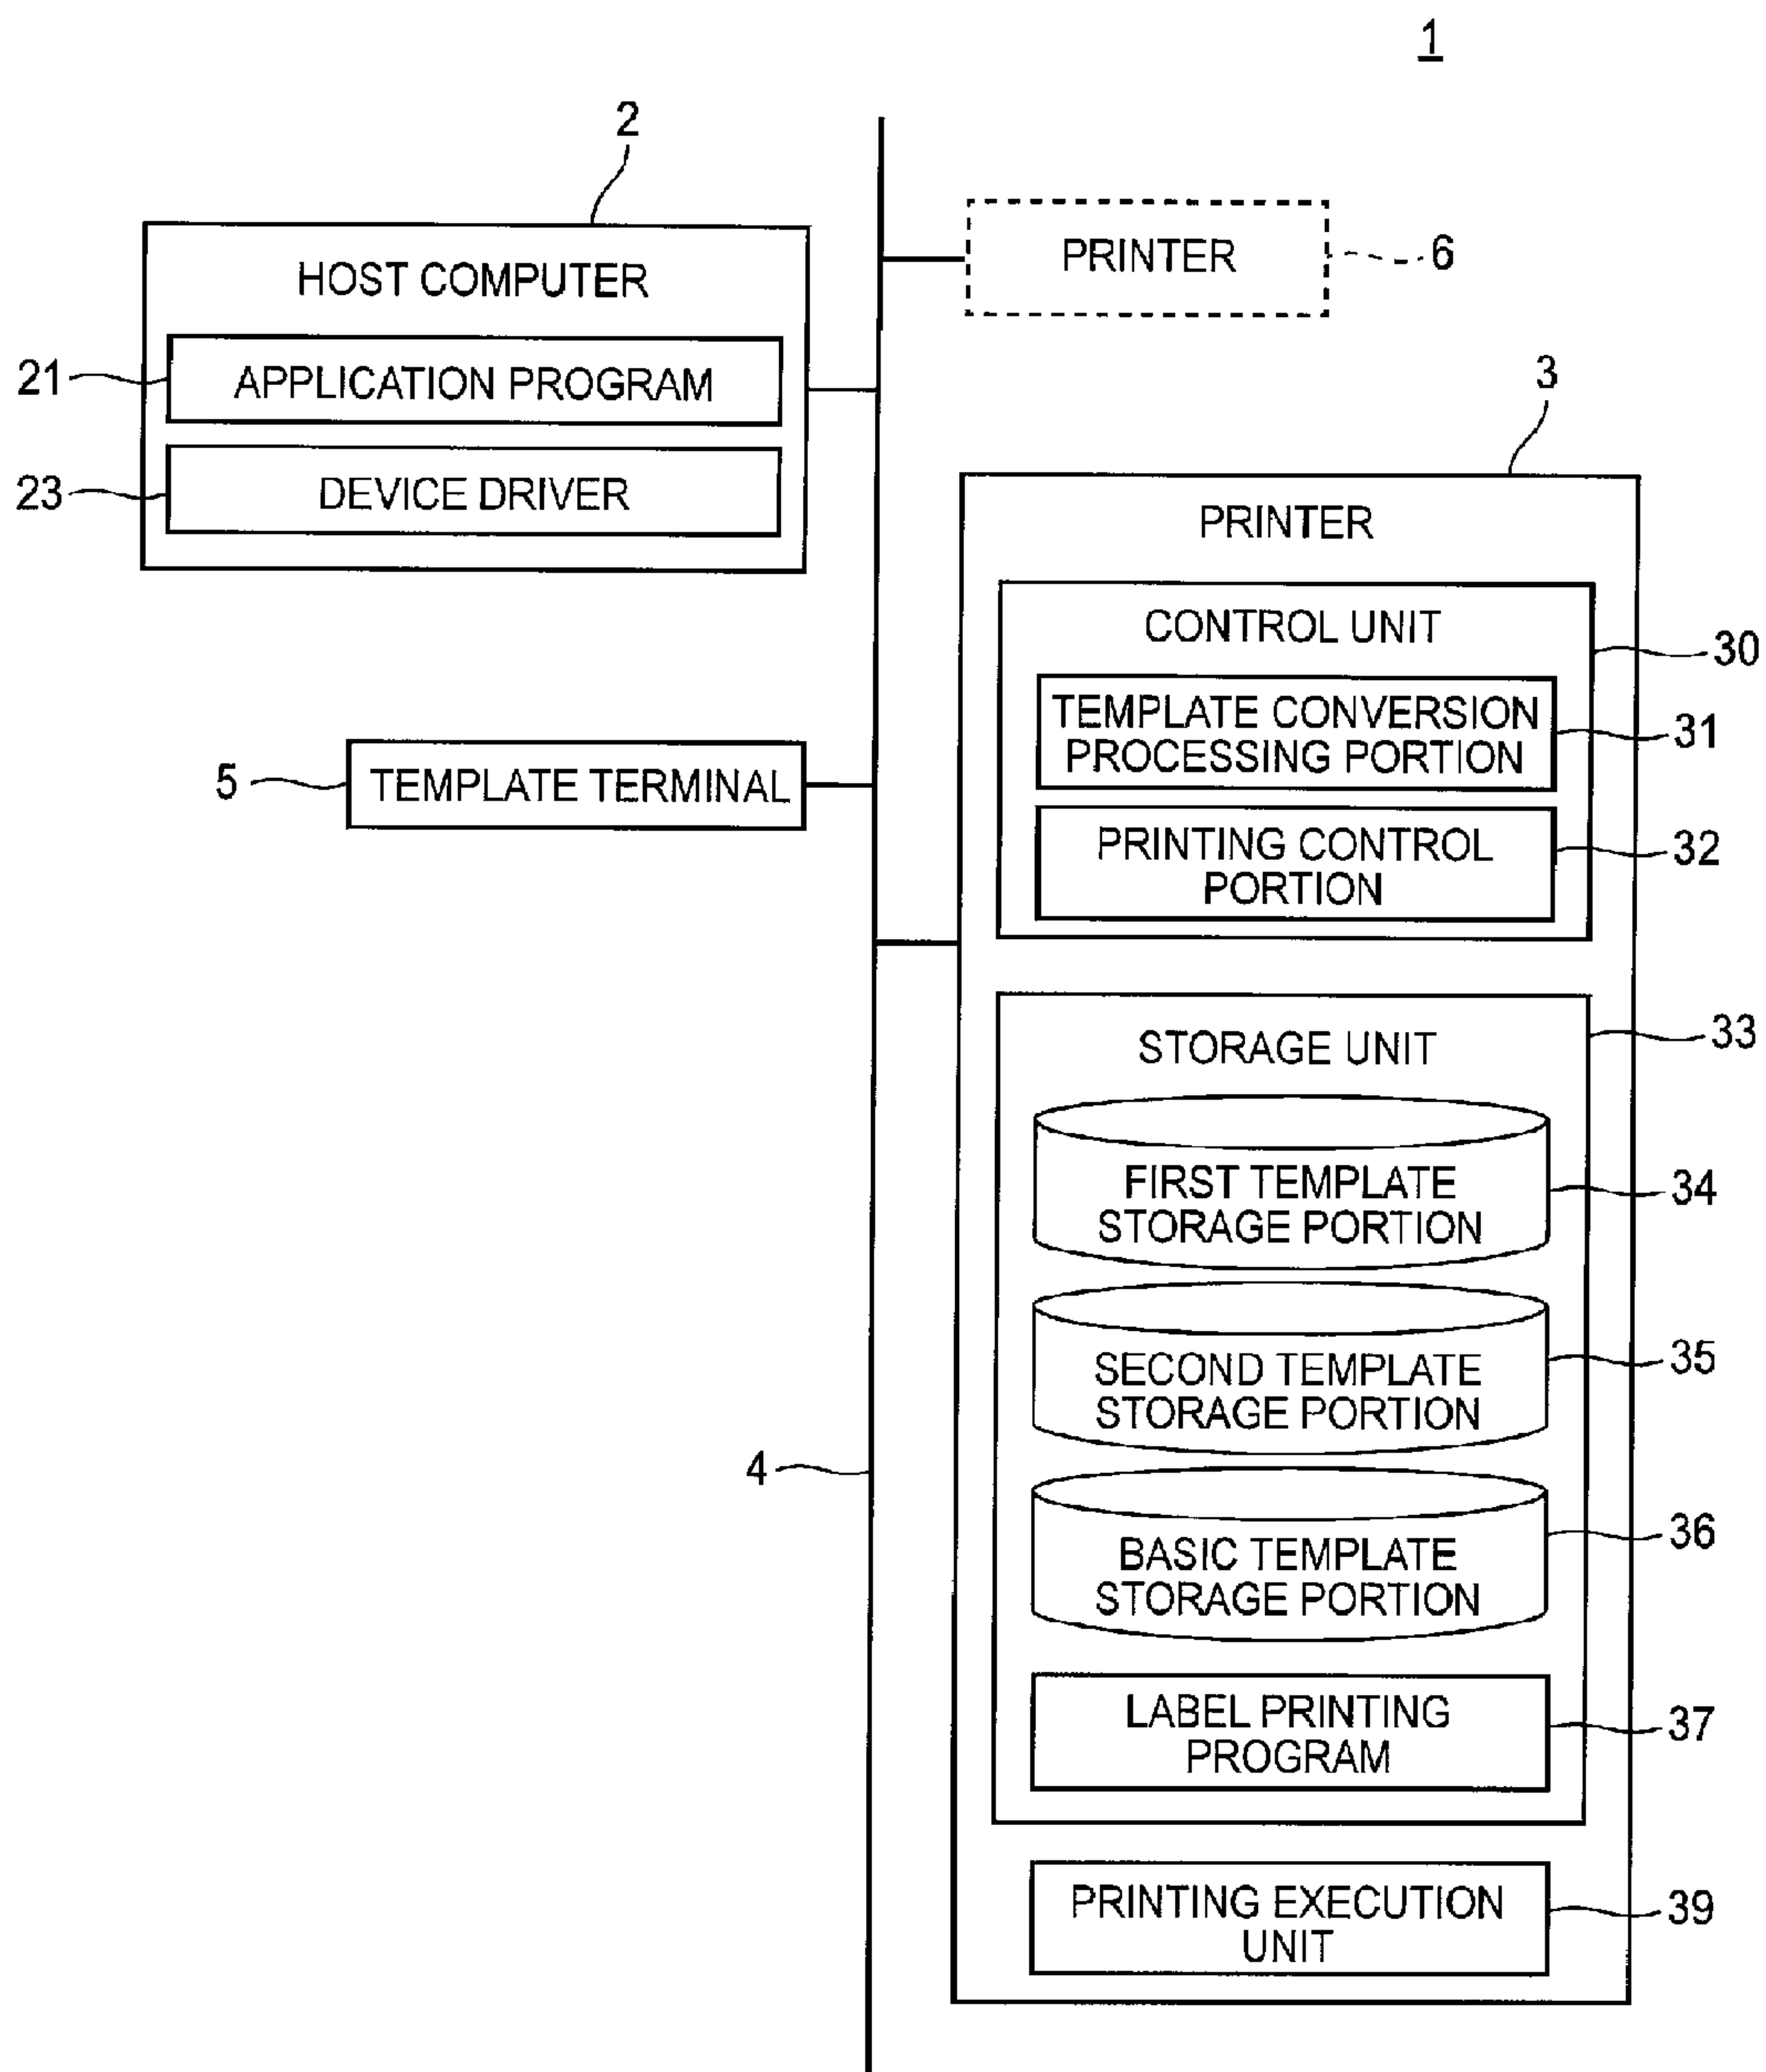 1
2
HOST COMPUTER
21
APPLICATION PROGRAM
23
DEVICE DRIVER
PRINTER
6
5
TEMPLATE TERMINAL
4
3
PRINTER
CONTROL UNIT
30
TEMPLATE CONVERSION
PROCESSING PORTION
31
PRINTING CONTROL
PORTION
32
STORAGE UNIT
33
FIRST TEMPLATE
STORAGE PORTION
34
SECOND TEMPLATE
STORAGE PORTION
35
BASIC TEMPLATE
STORAGE PORTION
36
LABEL PRINTING
PROGRAM
37
PRINTING EXECUTION
UNIT
39